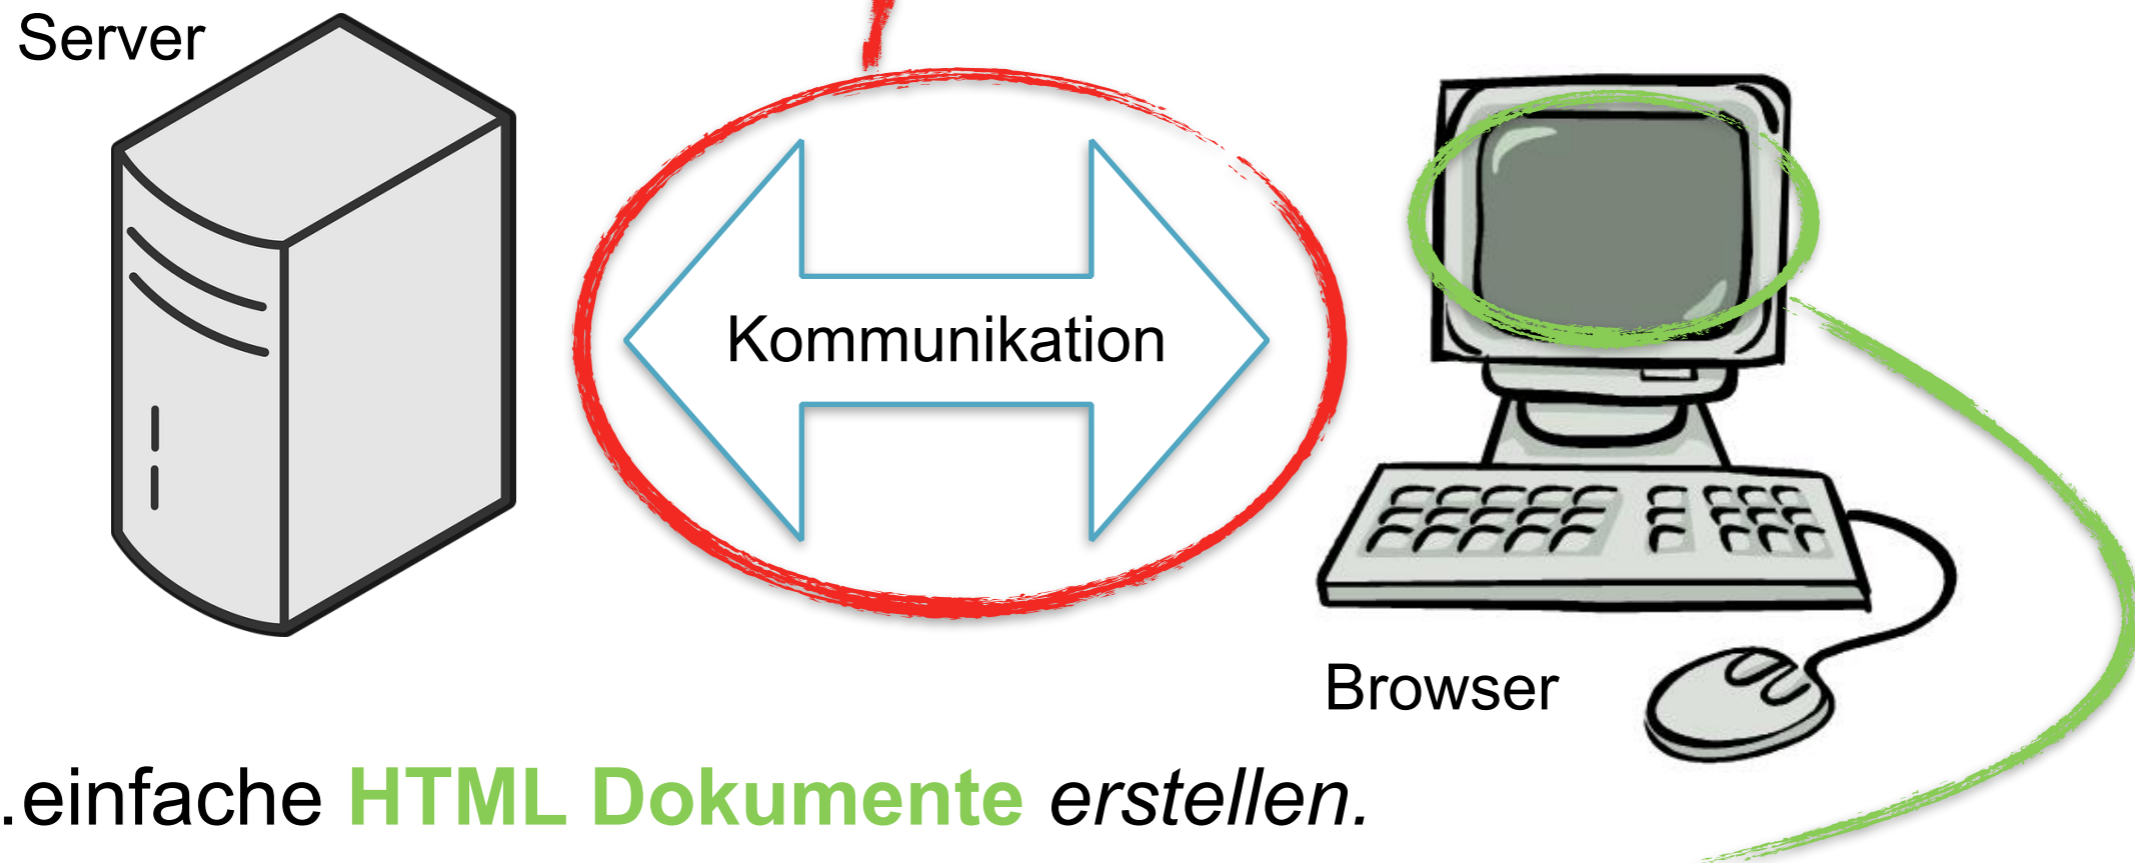 Server
Kommunikation
Browser
.einfache HTML Dokumente erstellen.